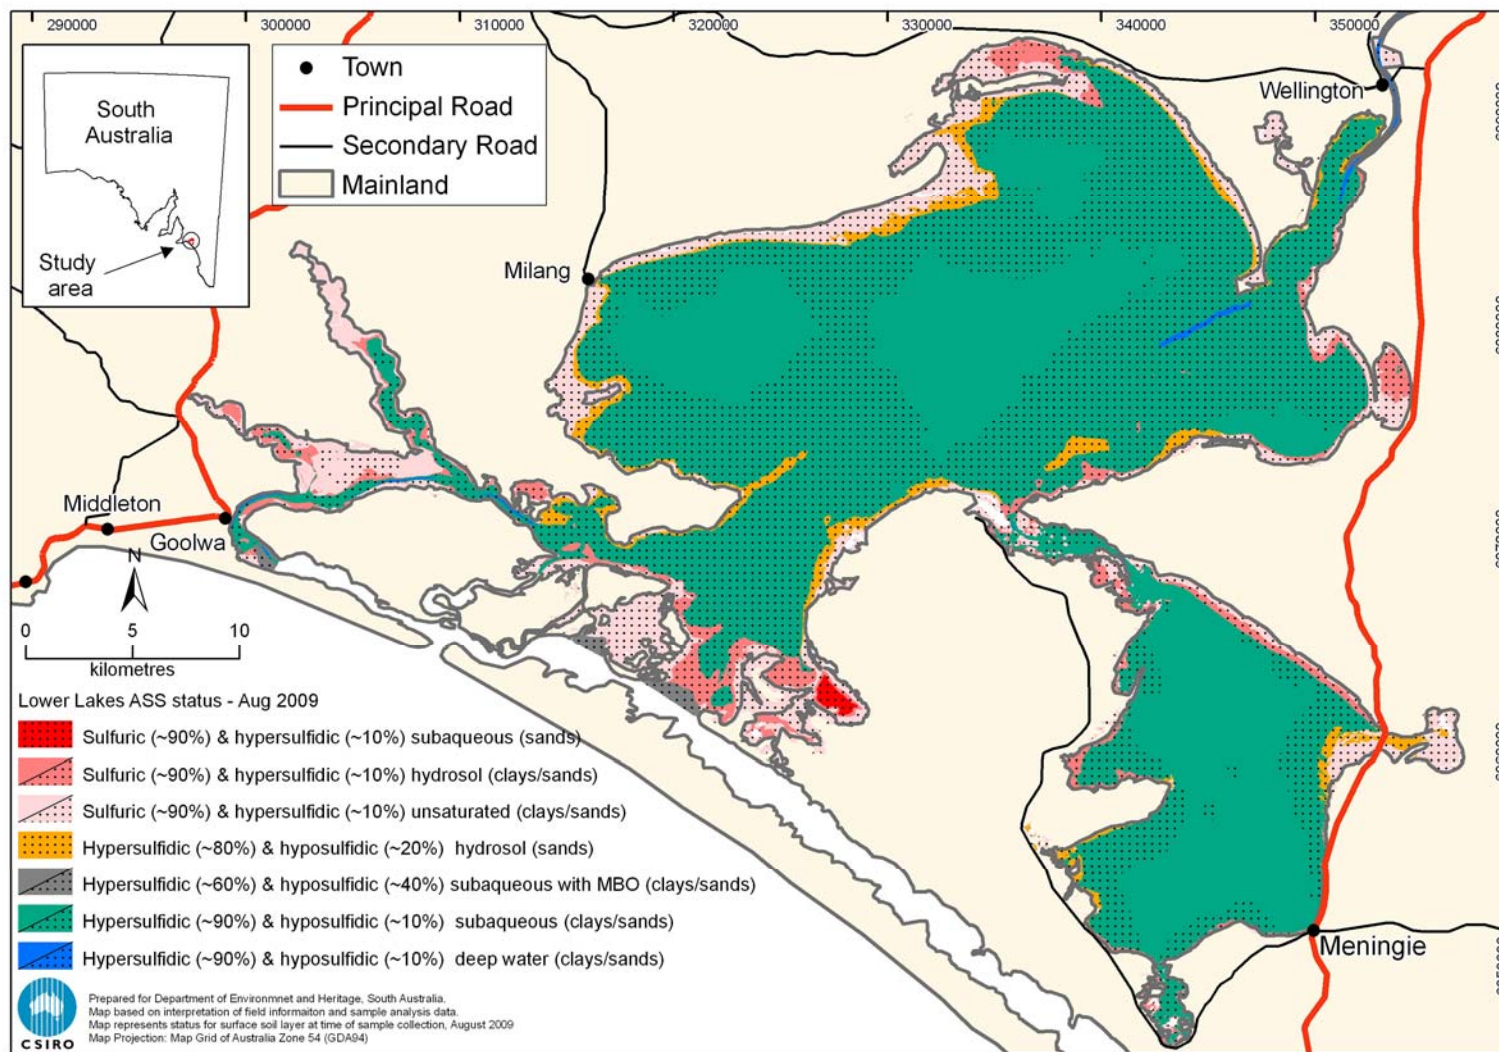 290000
300000
310000
320000
330000
340000
350000
South
Australia
Study
area
Town
Principal Road
Secondary Road
Mainland
Wellington
Milang
Middleton
Goolwa
N
0 5 10
kilometres
Meningie
Lower Lakes ASS status - Aug 2009
Sulfuric (~90%) & hypersulfidic (~10%) subaqueous (sands)
Sulfuric (~90%) & hypersulfidic (~10%) hydrosol (clays/sands)
Sulfuric (~90%) & hypersulfidic (~10%) unsaturated (clays/sands)
Hypersulfidic (~80%) & hyposulfidic (~20%) hydrosol (sands)
Hypersulfidic (~60%) & hyposulfidic (~40%) subaqueous with MBO (clays/sands)
Hypersulfidic (~90%) & hyposulfidic (~10%) subaqueous (clays/sands)
Hypersulfidic (~90%) & hyposulfidic (~10%) deep water (clays/sands)
CSIRO
Prepared for Department of Environmnet and Heritage, South Australia.
Map based on interpretation of field informaiton and sample analysis data.
Map represents status for surface soil layer at time of sample collection, August 2009
Map Projection: Map Grid of Australia Zone 54 (GDA94)